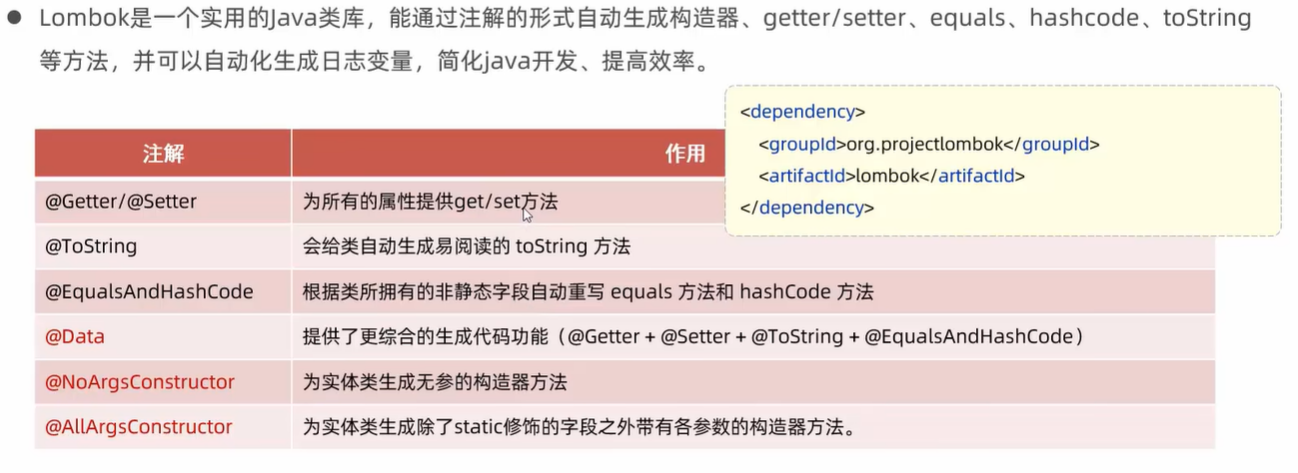 Lombok是一个实用的Java类库，能通过注解的形式自动生成构造器、getter/setter、equals、hashcode、toString
等方法，并可以自动化生成日志变量，简化java开发、提高效率。
<dependency>
<groupId>org.projectlombok</groupId>
<artifactId>lombok</artifactId>
</dependency>
注解 作用
@Getter/@Setter 为所有的属性提供get/set方法
@ToString 会给类自动生成易阅读的 toString 方法
@EqualsAndHashCode 根据类所拥有的非静态字段自动重写 equals 方法和 hashCode 方法
@Data 提供了更综合的生成代码功能（@Getter + @Setter + @ToString + @EqualsAndHashCode）
@NoArgsConstructor 为实体类生成无参的构造器方法
@AllArgsConstructor 为实体类生成除了static修饰的字段之外带有各参数的构造器方法。